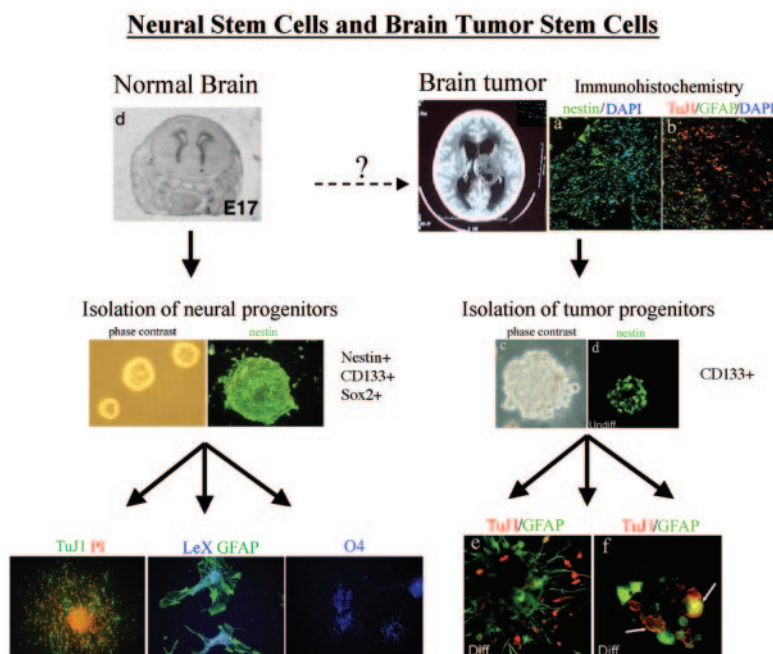 Neural Stem Cells and Brain Tumor Stem Cells
Normal Brain
d
E17
?
Brain tumor
Immunohistochemistry
nestin/DAPI
TuJ1/GFAP/DAPI
a
b
Isolation of neural progenitors
phase contrast
nestin
Nestin+
CD133+
Sox2+
Isolation of tumor progenitors
phase contrast
nestin
c
d
Undiff
CD133+
TuJ1 PI
LeX GFAP
O4
TuJ1/GFAP
TuJ1/GFAP
e
f
Diff
Diff